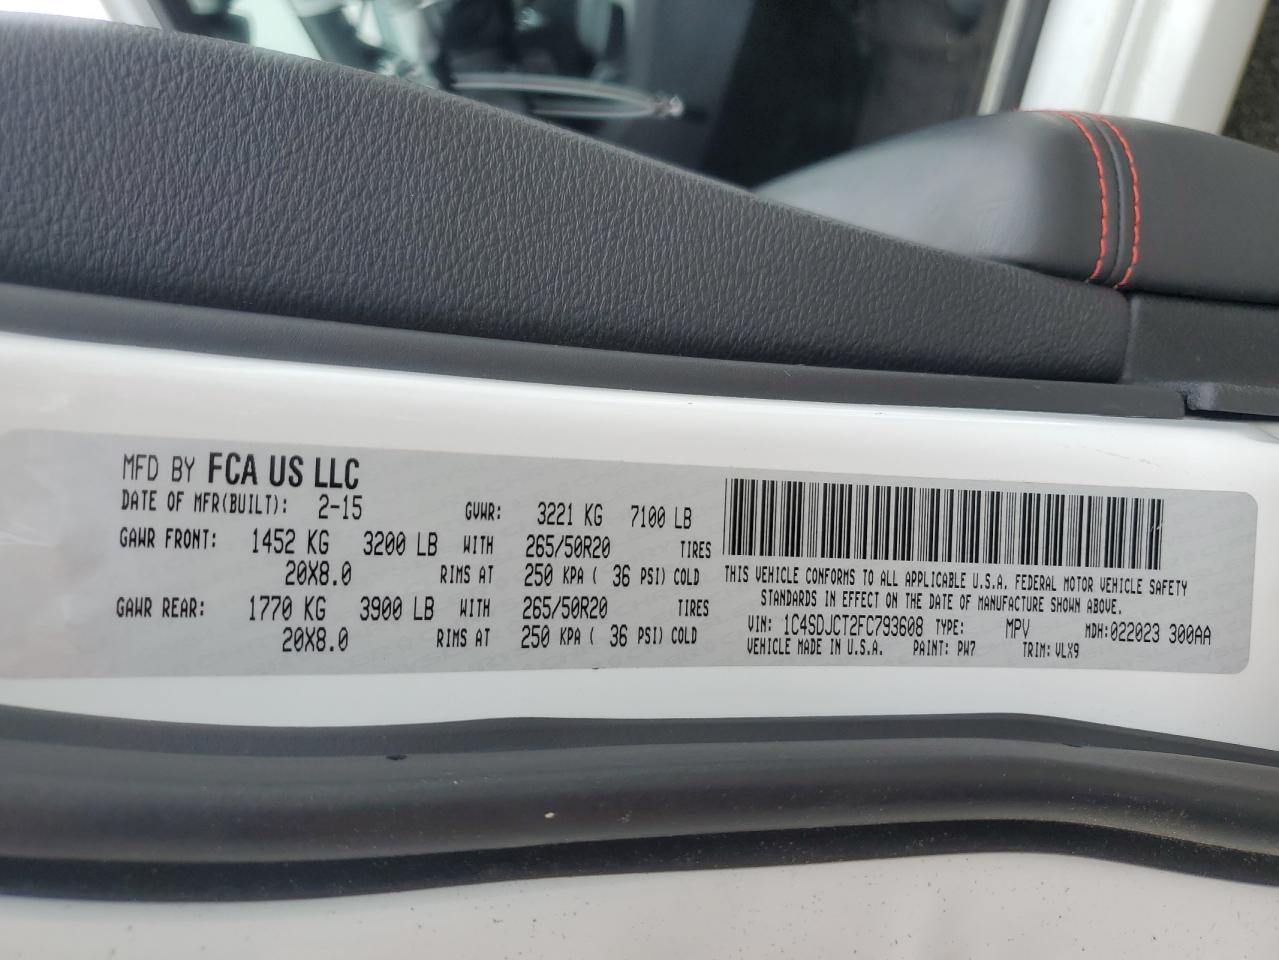 MFD BY FCA US LLC
DATE OF MFR(BUILT): 2-15 GVWR: 3221 KG 7100 LB
GAWR FRONT: 1452 KG 3200 LB WITH 265/50R20 TIRES
20X8.0 RIMS AT 250 KPA ( 36 PSI) COLD
GAWR REAR: 1770 KG 3900 LB WITH 265/50R20 TIRES
20X8.0 RIMS AT 250 KPA ( 36 PSI) COLD
THIS VEHICLE CONFORMS TO ALL APPLICABLE U.S.A. FEDERAL MOTOR VEHICLE SAFETY
STANDARDS IN EFFECT ON THE DATE OF MANUFACTURE SHOWN ABOVE.
VIN: 1C4SDJCT2FC793608 TYPE: MPV MDH:022023 300AA
VEHICLE MADE IN U.S.A. PAINT: PW7 TRIM: VLX9